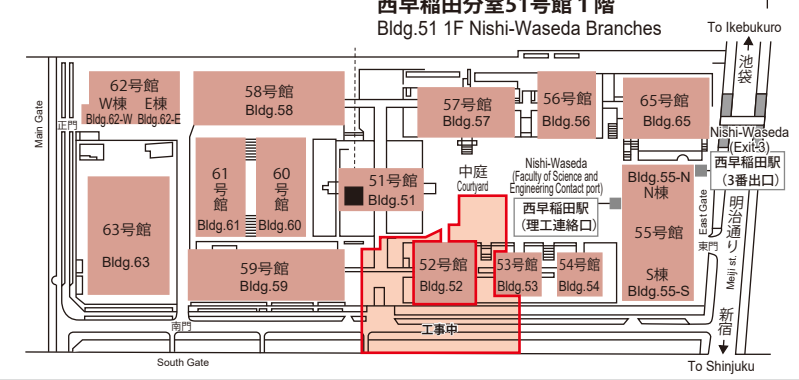 西早稲田分室51号館１階
Bldg.51 1F Nishi-Waseda Branches
To Ikebukuro
池袋
Main Gate
正門
62号館
W棟 E棟
Bldg.62-W Bldg.62-E
58号館
Bldg.58
57号館
Bldg.57
56号館
Bldg.56
65号館
Bldg.65
Nishi-Waseda
(Exit 3)
西早稲田駅
(3番出口)
61号館
Bldg.61
60号館
Bldg.60
51号館
Bldg.51
中庭
Courtyard
Nishi-Waseda
(Faculty of Science and
Engineering Contact port)
西早稲田駅
(理工連絡口)
Bldg.55-N
N棟
55号館
S棟
Bldg.55-S
East Gate
東門
明治通り
Meiji st.
63号館
Bldg.63
59号館
Bldg.59
52号館
Bldg.52
53号館
Bldg.53
54号館
Bldg.54
南門
工事中
新宿
South Gate
To Shinjuku